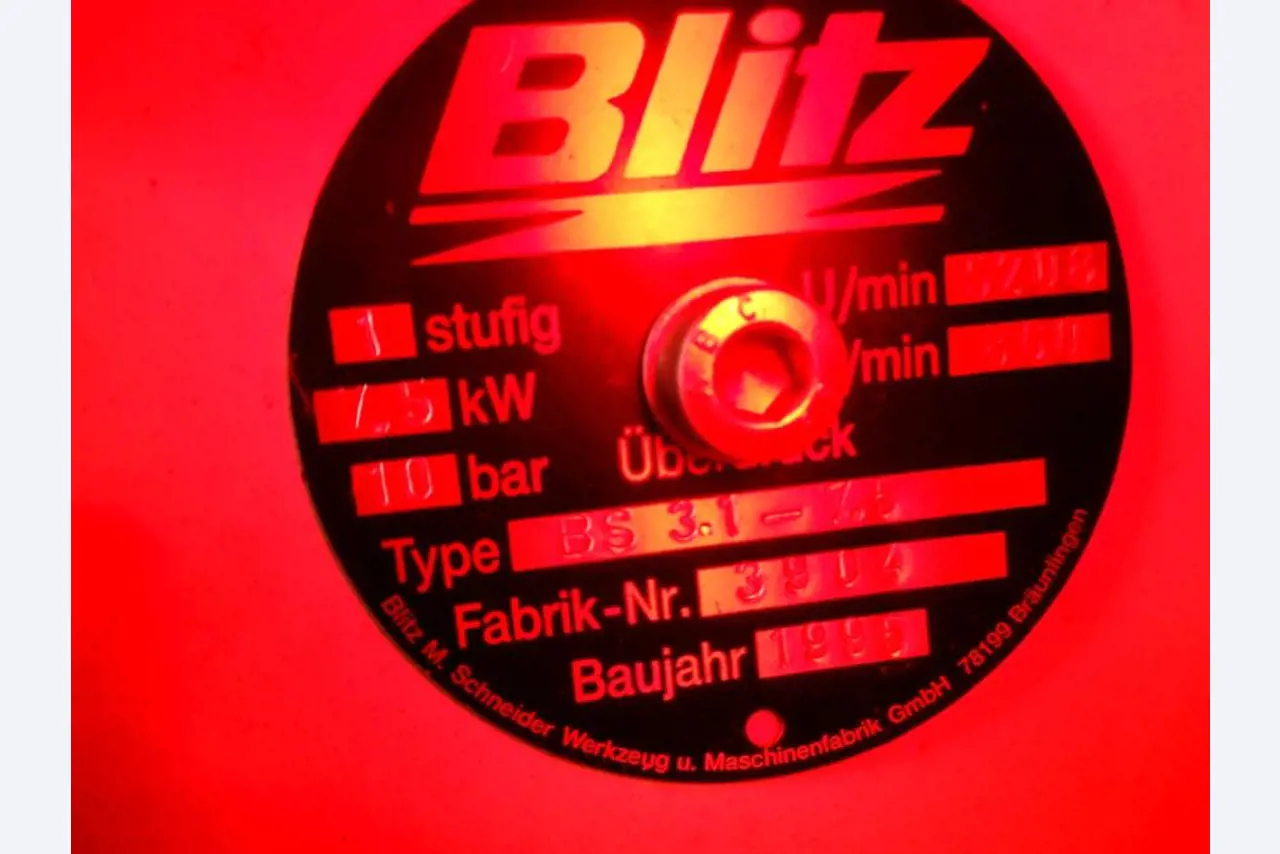 Blitz
1 stufig
7,5 kW
10 bar
U/min
/min
Überdruck
Type BS 3.1 - 7,5
Fabrik-Nr. 3904
Baujahr 1995
Blitz M. Schneider Werkzeug u. Maschinenfabrik GmbH 78199 Bräunlingen
B C